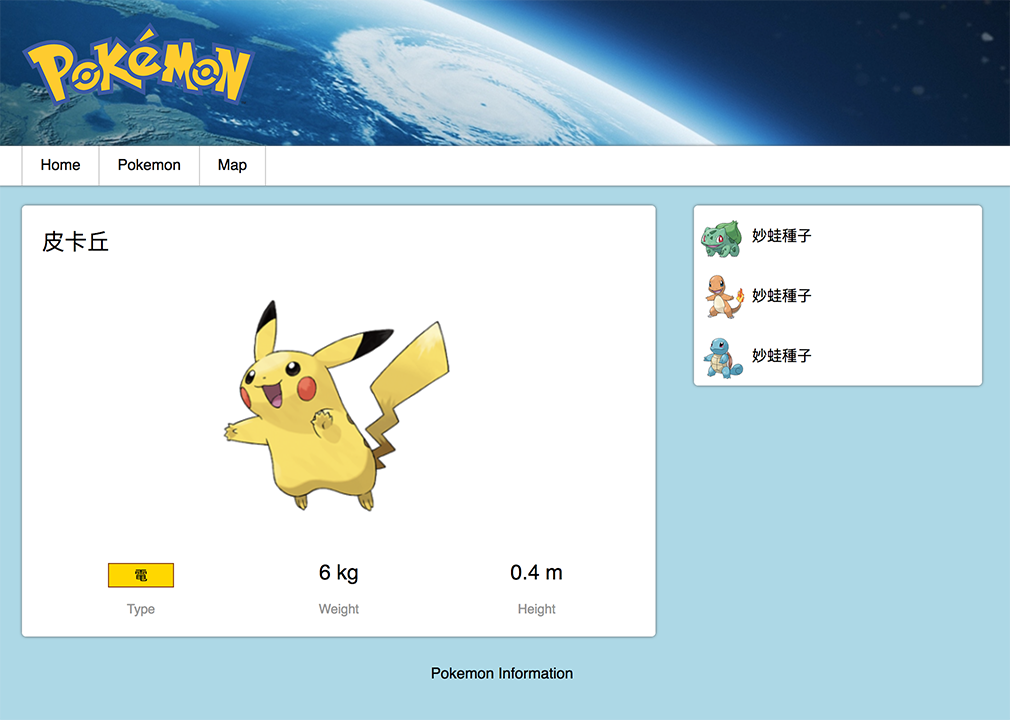 POKéMON
Home
Pokemon
Map
皮卡丘
電
6 kg
0.4 m
Type
Weight
Height
妙蛙種子
妙蛙種子
妙蛙種子
Pokemon Information